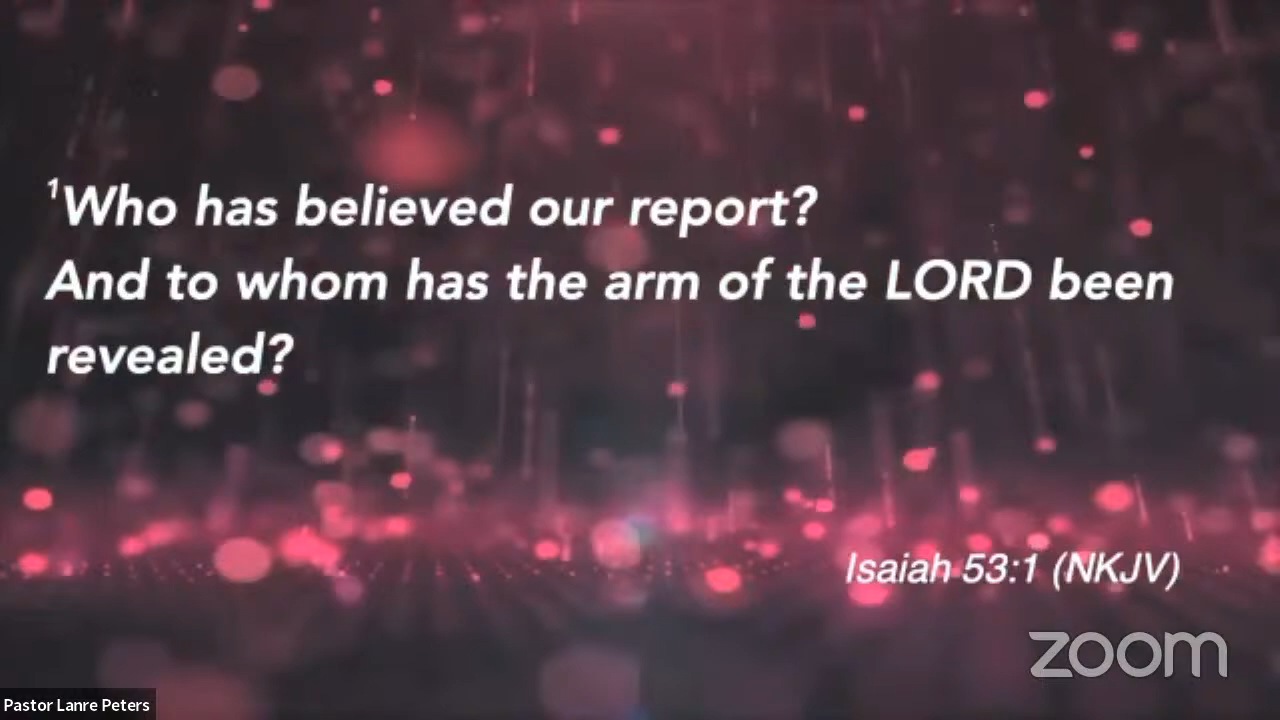 ¹Who has believed our report?
And to whom has the arm of the LORD been
revealed?
Isaiah 53:1 (NKJV)
zoom
Pastor Lanre Peters